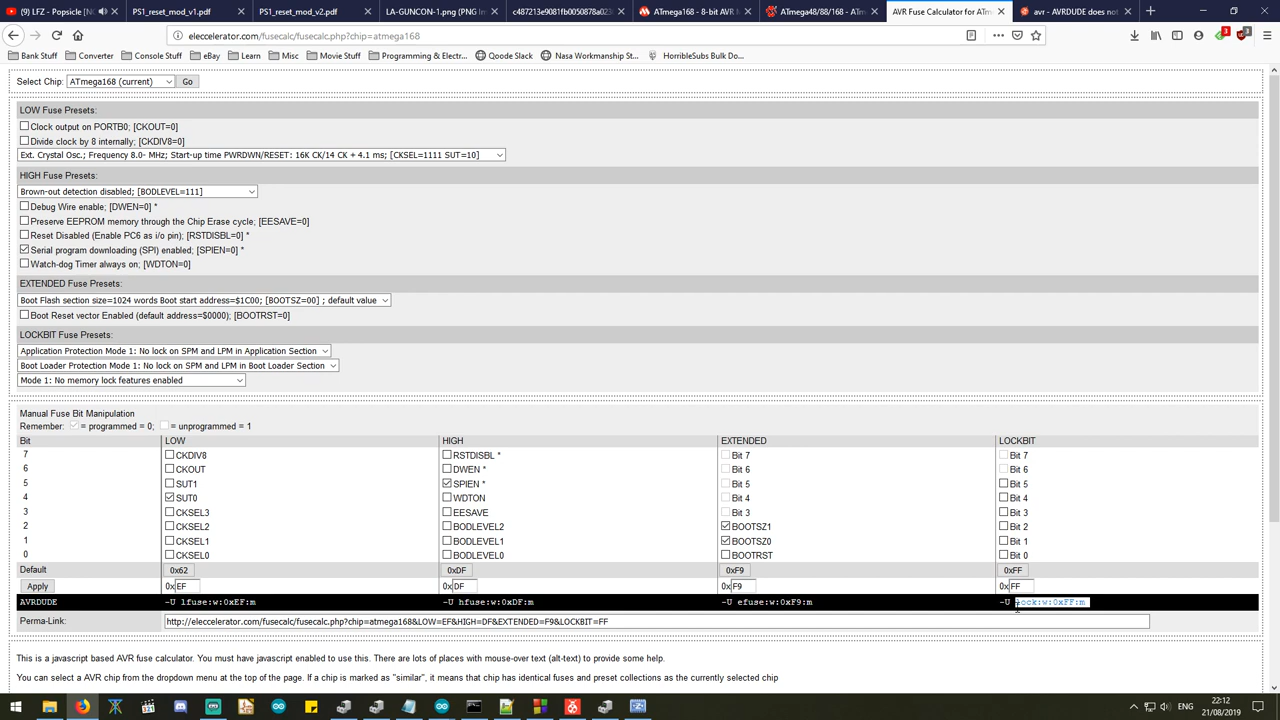 (9) LFZ - Popsicle [N
PS1_reset_mod_v1.pdf
PS1_reset_mod_v2.pdf
LA-GUNCON-1.png (PNG Im
c487213e9081fb0050878a023
ATmega168 - 8-bit AVR M
ATmega48/88/168 - ATm
AVR Fuse Calculator for ATm
avr - AVRDUDE does not
eleccelerator.com/fusecalc/fusecalc.php?chip=atmega168
Bank Stuff Converter Console Stuff eBay Learn Misc Movie Stuff Programming & Electr... Qoode Slack Nasa Workmanship St... HorribleSubs Bulk Do...
Select Chip: ATmega168 (current) Go
LOW Fuse Presets:
Clock output on PORTB0; [CKOUT=0]
Divide clock by 8 internally; [CKDIV8=0]
Ext. Crystal Osc.; Frequency 8.0- MHz; Start-up time PWRDWN/RESET: 16K CK/14 CK + 4.1 ms; [CKSEL=1111 SUT=10]
HIGH Fuse Presets:
Brown-out detection disabled; [BODLEVEL=111]
Debug Wire enable; [DWEN=0] *
Preserve EEPROM memory through the Chip Erase cycle; [EESAVE=0]
Reset Disabled (Enable PC6 as i/o pin); [RSTDISBL=0] *
Serial program downloading (SPI) enabled; [SPIEN=0] *
Watch-dog Timer always on; [WDTON=0]
EXTENDED Fuse Presets:
Boot Flash section size=1024 words Boot start address=$1C00; [BOOTSZ=00] ; default value
Boot Reset vector Enabled (default address=$0000); [BOOTRST=0]
LOCKBIT Fuse Presets:
Application Protection Mode 1: No lock on SPM and LPM in Application Section
Boot Loader Protection Mode 1: No lock on SPM and LPM in Boot Loader Section
Mode 1: No memory lock features enabled
Manual Fuse Bit Manipulation
Remember: = programmed = 0; = unprogrammed = 1
Bit LOW HIGH EXTENDED LOCKBIT
7 CKDIV8 RSTDISBL * Bit 7 Bit 7
6 CKOUT DWEN * Bit 6 Bit 6
5 SUT1 SPIEN * Bit 5 Bit 5
4 SUT0 WDTON Bit 4 Bit 4
3 CKSEL3 EESAVE Bit 3 Bit 3
2 CKSEL2 BODLEVEL2 BOOTSZ1 Bit 2
1 CKSEL1 BODLEVEL1 BOOTSZ0 Bit 1
0 CKSEL0 BODLEVEL0 BOOTRST Bit 0
Default 0x62 0xDF 0xF9 0xFF
Apply 0xEF 0xDF 0xF9 0xFF
AVRDUDE -U lfuse:w:0xEF:m -U hfuse:w:0xDF:m -U efuse:w:0xF9:m -U lock:w:0xFF:m
Perma-Link: http://eleccelerator.com/fusecalc/fusecalc.php?chip=atmega168&LOW=EF&HIGH=DF&EXTENDED=F9&LOCKBIT=FF
This is a javascript based AVR fuse calculator. You must have javascript enabled to use this. There are lots of places with mouse-over text (alt-text) to provide some help.
You can select a AVR chip from the dropdown menu at the top of the page. If a chip is marked as "similar", it means that chip has identical fuses and preset collections as the currently selected chip
ENG
22:12
21/08/2019